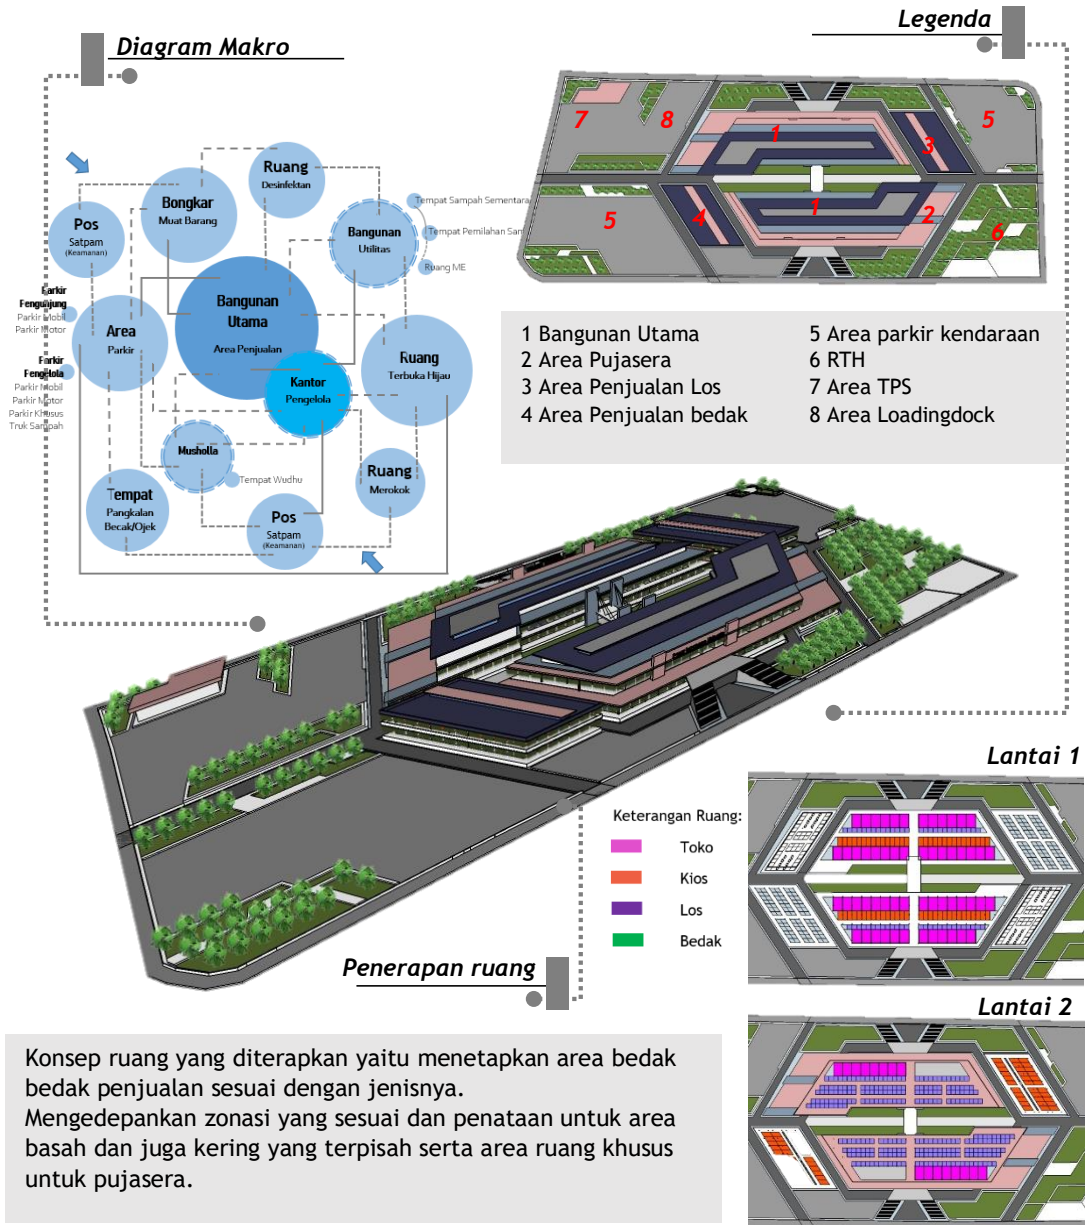 Diagram Makro
Legenda
Ruang
Desinfektan
Bongkar
Muat Barang
Pos
Satpam
(Keamanan)
Bangunan
Utilitas
Tempat Sampah Sementara
Tempat Pemilahan Sam
Ruang ME
Parkir
Pengunjung
Parkir Mobil
Parkir Motor
Area
Parkir
Bangunan
Utama
Area Penjualan
Ruang
Terbuka Hijau
Parkir
Pengelola
Parkir Mobil
Parkir Motor
Parkir Khusus
Truk Sampah
Kantor
Pengelola
Musholla
Tempat Wudhu
Ruang
Merokok
Tempat
Pangkalan
Becak/Ojek
Pos
Satpam
(Keamanan)
7 8 1 3 5
5 4 1 2 6
1 Bangunan Utama
2 Area Pujasera
3 Area Penjualan Los
4 Area Penjualan bedak
5 Area parkir kendaraan
6 RTH
7 Area TPS
8 Area Loadingdock
Lantai 1
Keterangan Ruang:
Toko
Kios
Los
Bedak
Penerapan ruang
Lantai 2
Konsep ruang yang diterapkan yaitu menetapkan area bedak
bedak penjualan sesuai dengan jenisnya.
Mengedepankan zonasi yang sesuai dan penataan untuk area
basah dan juga kering yang terpisah serta area ruang khusus
untuk pujasera.